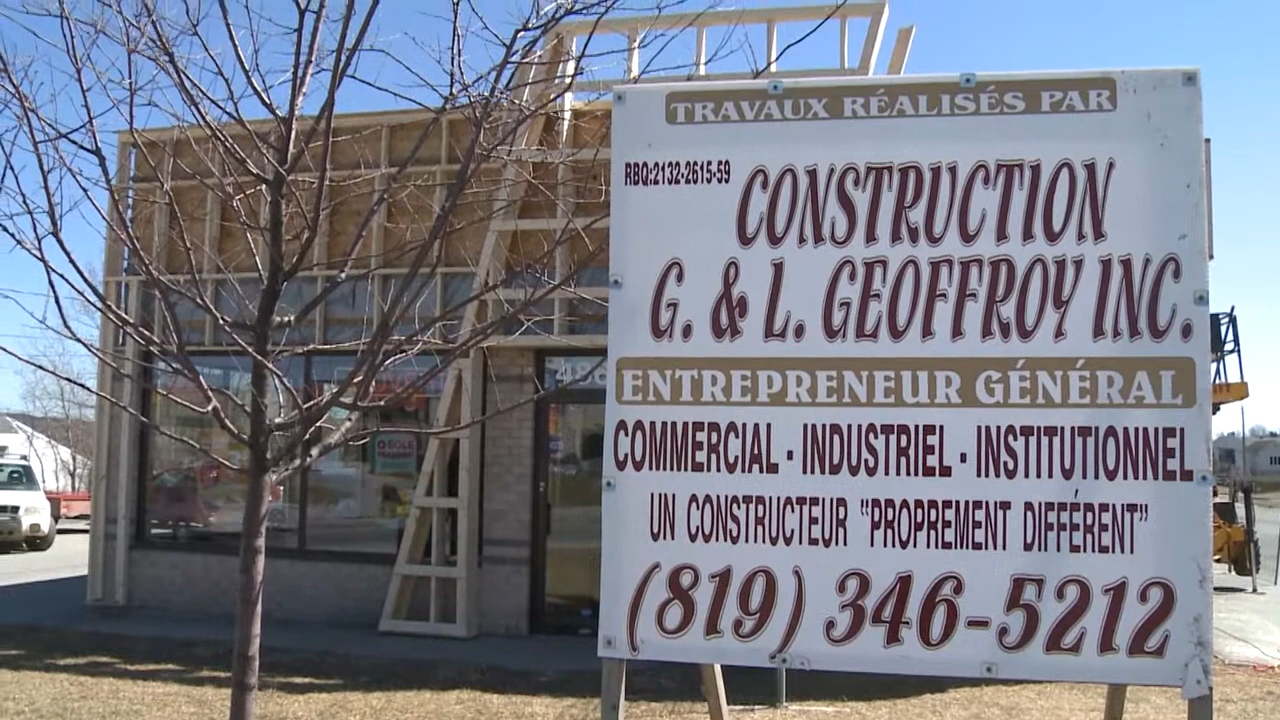 TRAVAUX RÉALISÉS PAR
RBQ:2132-2615-59
CONSTRUCTION
G. & L. GEOFFROY INC.
ENTREPRENEUR GÉNÉRAL
COMMERCIAL - INDUSTRIEL - INSTITUTIONNEL
UN CONSTRUCTEUR "PROPREMENT DIFFÉRENT"
(819) 346-5212